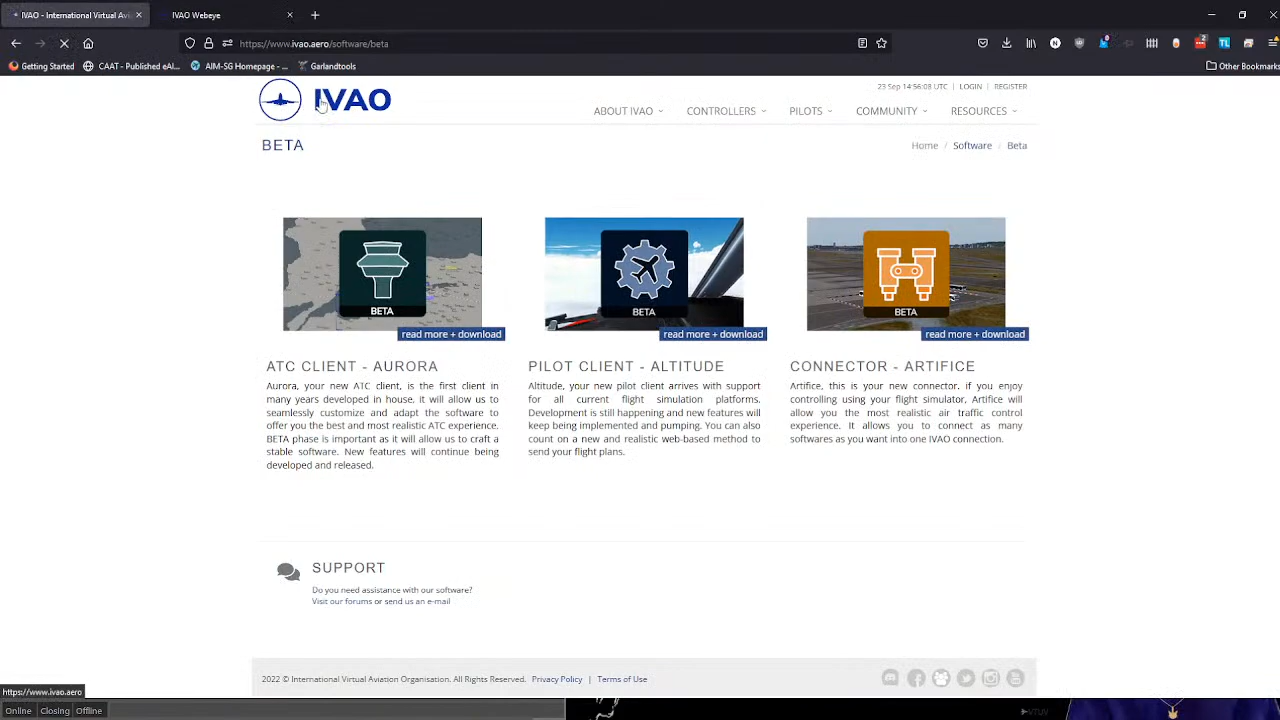 IVAO - International Virtual Avi
IVAO Webeye
https://www.ivao.aero/software/beta
Getting Started
CAAT - Published eAI...
AIM-SG Homepage - ...
Garlandtools
Other Bookmarks
IVAO
23 Sep 14:56:03 UTC | LOGIN | REGISTER
ABOUT IVAO CONTROLLERS PILOTS COMMUNITY RESOURCES
BETA
Home / Software / Beta
BETA
read more + download
BETA
read more + download
BETA
read more + download
ATC CLIENT - AURORA
Aurora, your new ATC client, is the first client in
many years developed in house, it will allow us to
seamlessly customize and adapt the software to
offer you the best and most realistic ATC experience.
BETA phase is important as it will allow us to craft a
stable software. New features will continue being
developed and released.
PILOT CLIENT - ALTITUDE
Altitude, your new pilot client arrives with support
for all current flight simulation platforms.
Development is still happening and new features will
keep being implemented and pumping. You can also
count on a new and realistic web-based method to
send your flight plans.
CONNECTOR - ARTIFICE
Artifice, this is your new connector, if you enjoy
controlling using your flight simulator, Artifice will
allow you the most realistic air traffic control
experience. It allows you to connect as many
softwares as you want into one IVAO connection.
SUPPORT
Do you need assistance with our software?
Visit our forums or send us an e-mail
2022 © International Virtual Aviation Organisation. All Rights Reserved. Privacy Policy | Terms of Use
https://www.ivao.aero
Online Closing Offline
VTUV